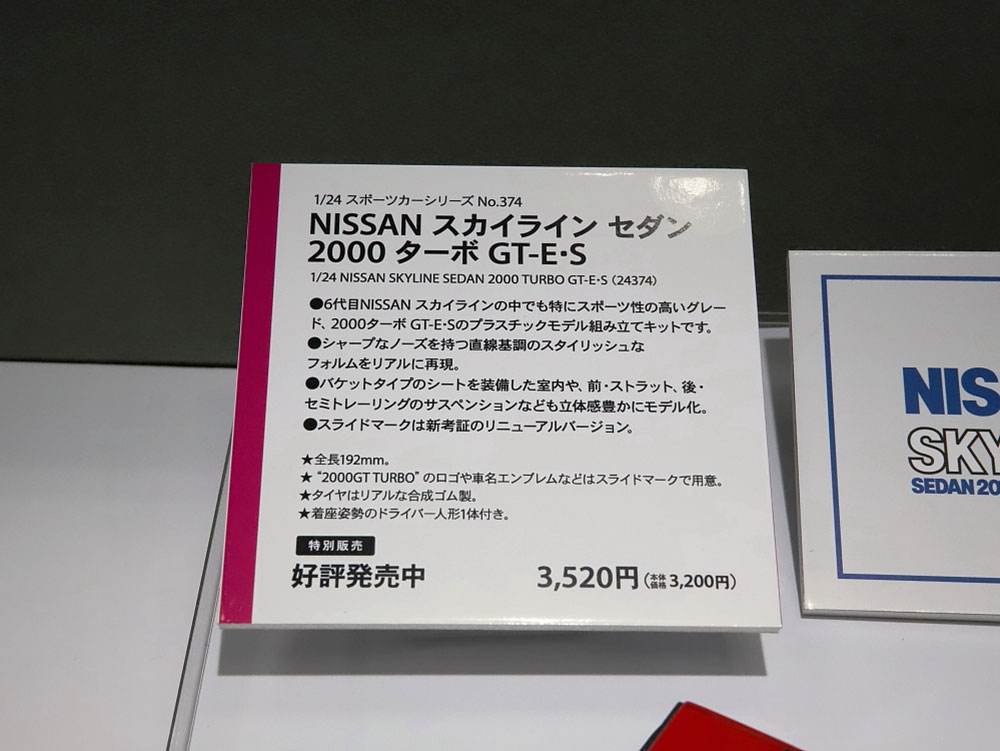 1/24 スポーツカーシリーズ No.374
NISSAN スカイライン セダン
2000 ターボ GT-E・S
1/24 NISSAN SKYLINE SEDAN 2000 TURBO GT-E・S (24374)
●6代目NISSAN スカイラインの中でも特にスポーツ性の高いグレー
ド、2000ターボ GT-E・Sのプラスチックモデル組み立てキットです。
●シャープなノーズを持つ直線基調のスタイリッシュな
フォルムをリアルに再現。
●バケットタイプのシートを装備した室内や、前・ストラット、後・
セミトレーリングのサスペンションなども立体感豊かにモデル化。
●スライドマークは新考証のリニューアルバージョン。
★全長192mm。
★“2000GT TURBO”のロゴや車名エンブレムなどはスライドマークで用意。
★タイヤはリアルな合成ゴム製。
★着座姿勢のドライバー人形1体付き。
特別販売
好評発売中 3,520円(本体価格 3,200円)
NIS
SKY
SEDAN 20